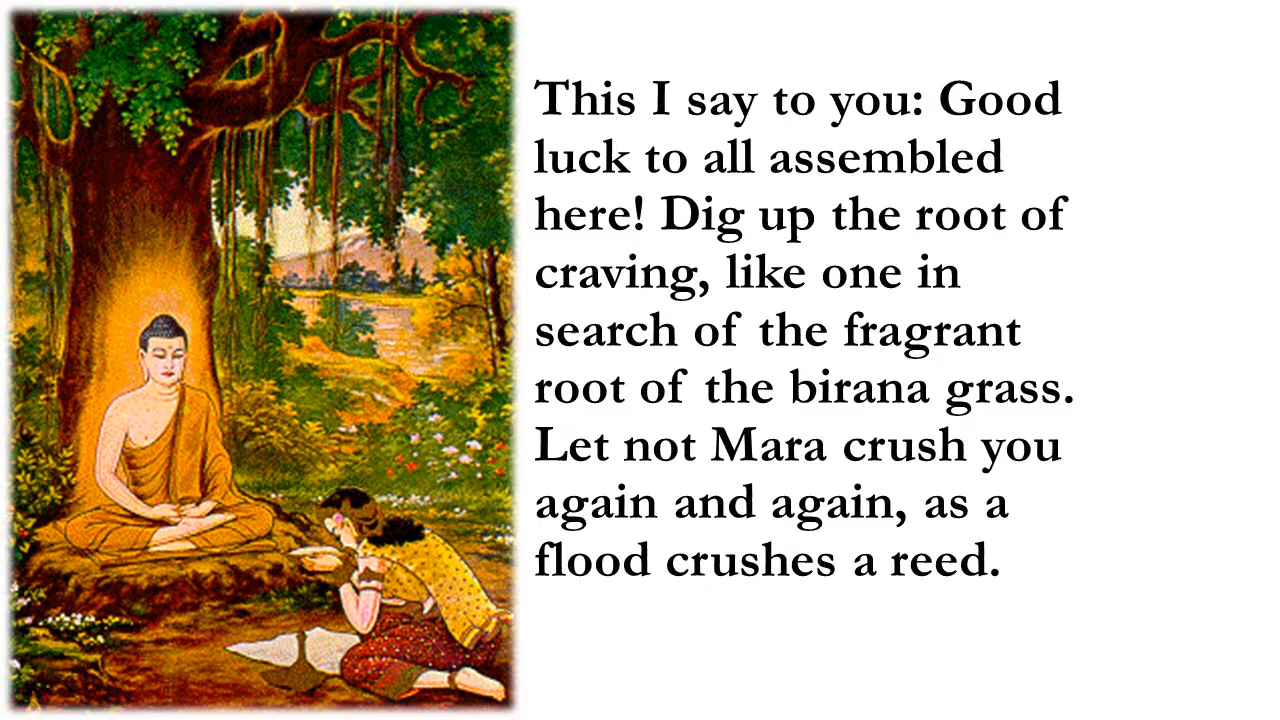 This I say to you: Good
luck to all assembled
here! Dig up the root of
craving, like one in
search of the fragrant
root of the birana grass.
Let not Mara crush you
again and again, as a
flood crushes a reed.